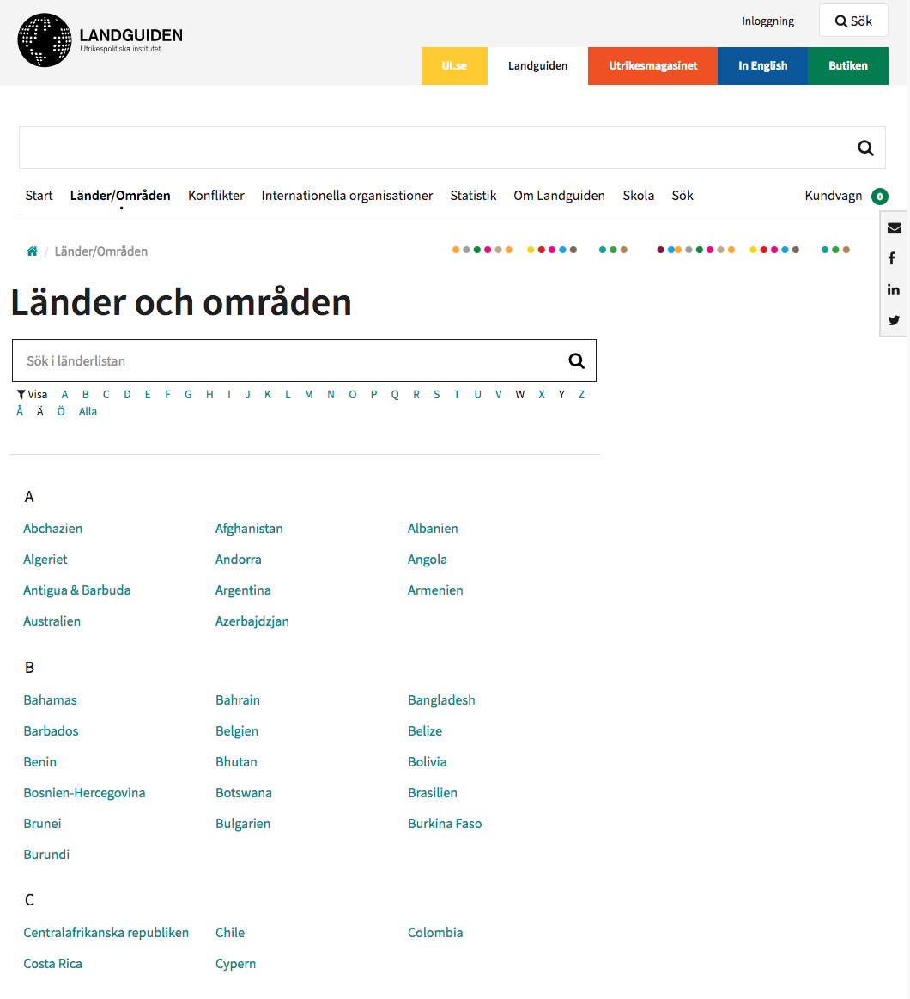 LANDGUIDEN
Utrikespolitiska institutet
Inloggning
Sök
UI.se Landguiden Utrikesmagasinet In English Butiken
Start Länder/Områden Konflikter Internationella organisationer Statistik Om Landguiden Skola Sök Kundvagn 0
/ Länder/Områden
Länder och områden
Sök i länderlistan
Visa A B C D E F G H I J K L M N O P Q R S T U V W X Y Z
Å Ä Ö Alla
A
Abchazien Afghanistan Albanien
Algeriet Andorra Angola
Antigua & Barbuda Argentina Armenien
Australien Azerbajdzjan
B
Bahamas Bahrain Bangladesh
Barbados Belgien Belize
Benin Bhutan Bolivia
Bosnien-Hercegovina Botswana Brasilien
Brunei Bulgarien Burkina Faso
Burundi
C
Centralafrikanska republiken Chile Colombia
Costa Rica Cypern